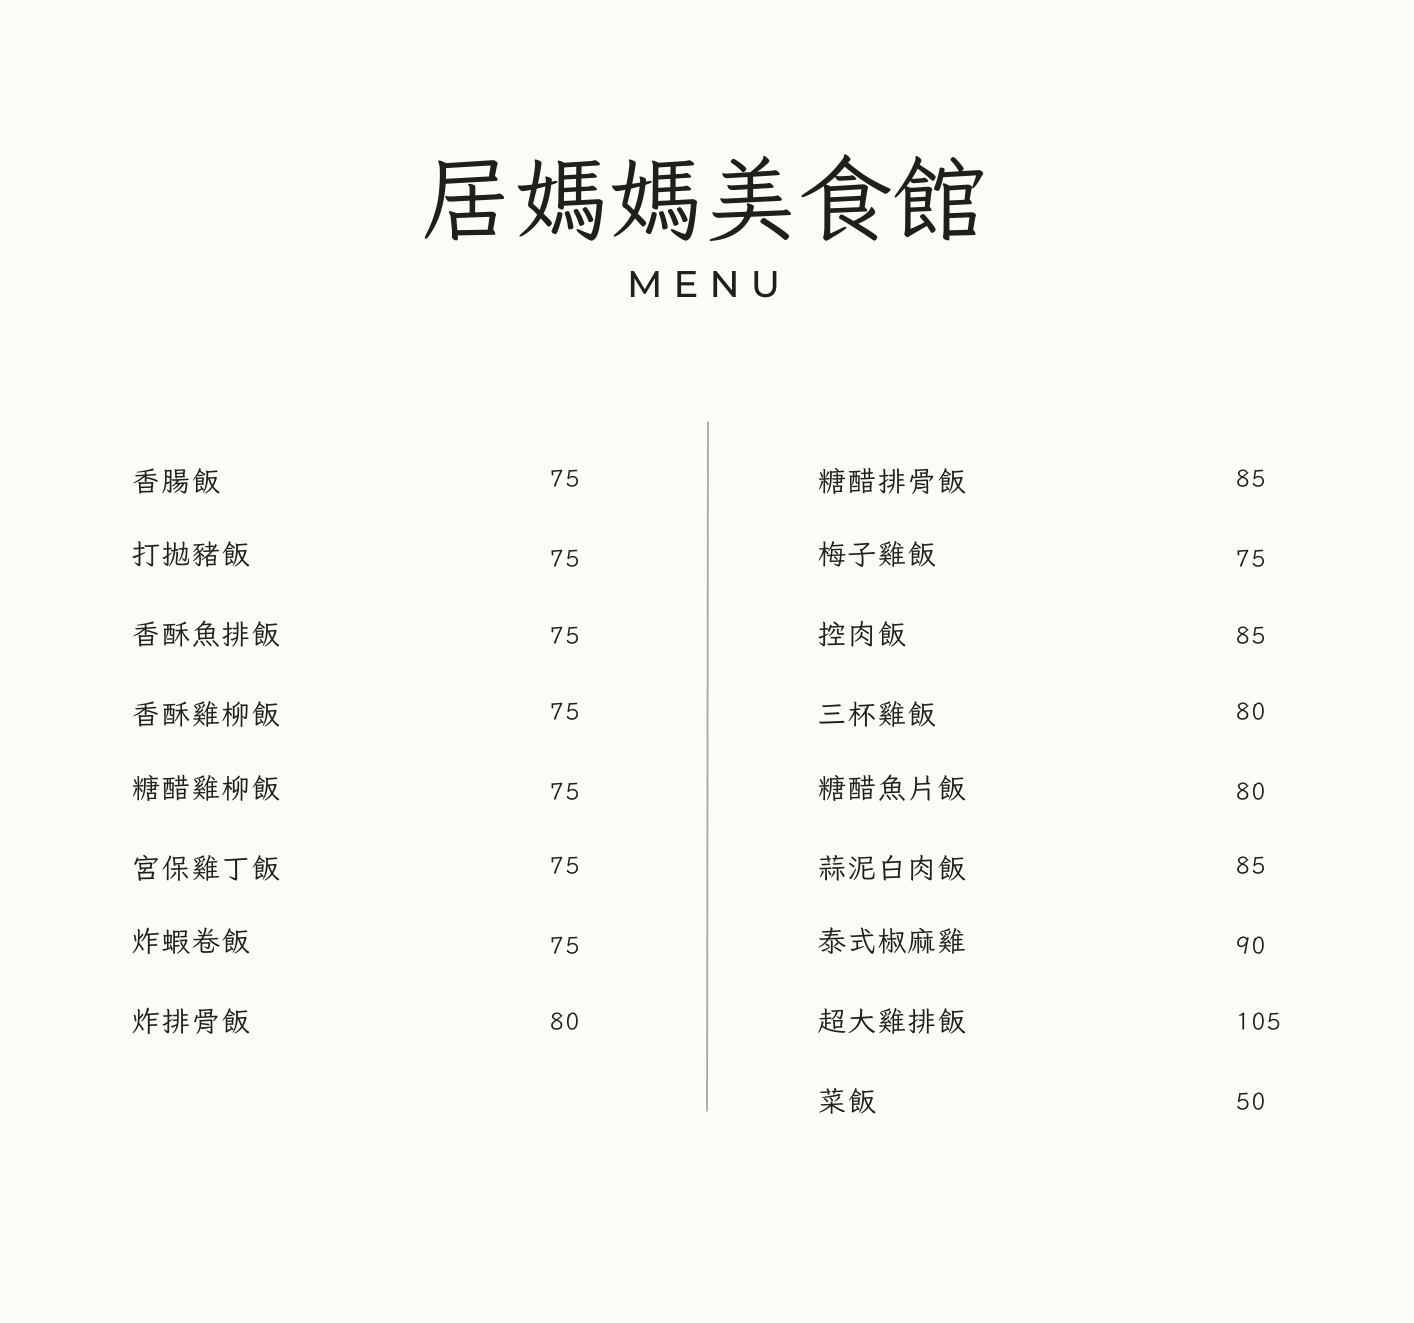 居媽媽美食館
MENU
香腸飯 75
打拋豬飯 75
香酥魚排飯 75
香酥雞柳飯 75
糖醋雞柳飯 75
宮保雞丁飯 75
炸蝦卷飯 75
炸排骨飯 80
糖醋排骨飯 85
梅子雞飯 75
控肉飯 85
三杯雞飯 80
糖醋魚片飯 80
蒜泥白肉飯 85
泰式椒麻雞 90
超大雞排飯 105
菜飯 50